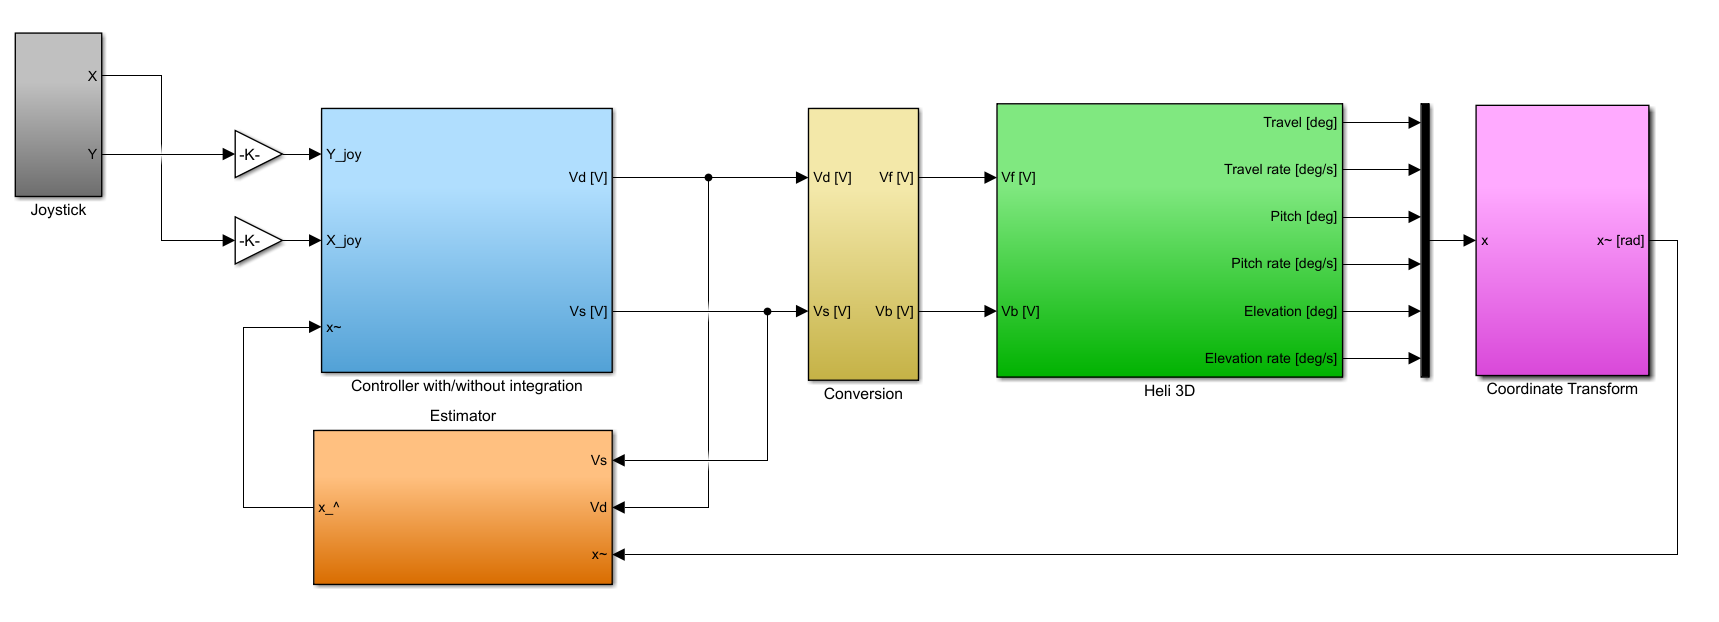 X
Y
Joystick
-K-
-K-
Y_joy
X_joy
x~
Vd [V]
Vs [V]
Controller with/without integration
Vd [V]
Vs [V]
Vf [V]
Vb [V]
Conversion
Vf [V]
Vb [V]
Travel [deg]
Travel rate [deg/s]
Pitch [deg]
Pitch rate [deg/s]
Elevation [deg]
Elevation rate [deg/s]
Heli 3D
x
x~ [rad]
Coordinate Transform
Estimator
x_^
Vs
Vd
x~